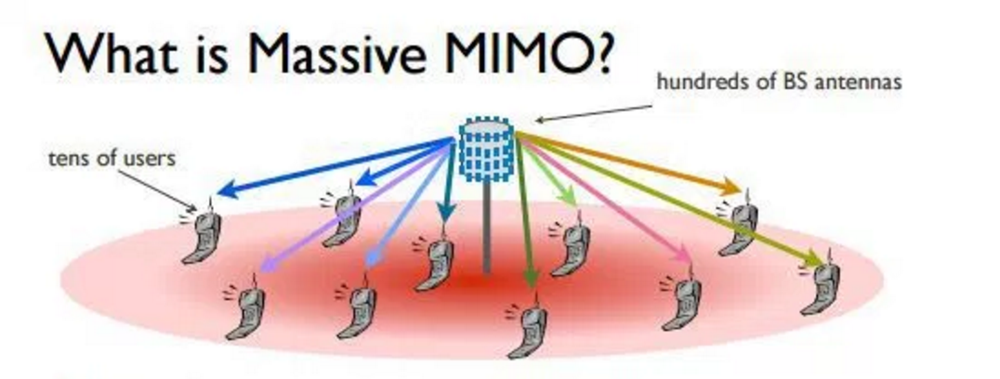 What is Massive MIMO?
hundreds of BS antennas
tens of users